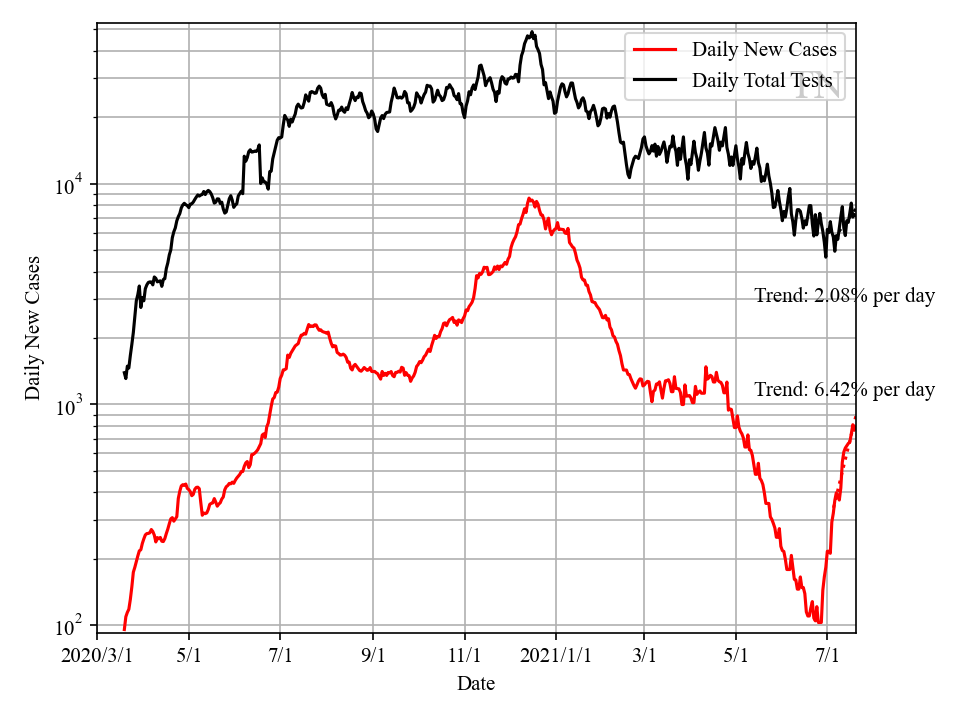 Daily New Cases
Daily Total Tests
TN
10^4
10^3
10^2
Trend: 2.08% per day
Trend: 6.42% per day
Daily New Cases
2020/3/1 5/1 7/1 9/1 11/1 2021/1/1 3/1 5/1 7/1
Date